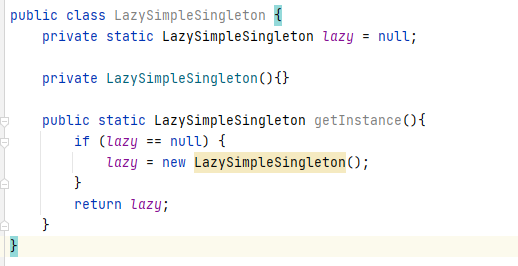 public class LazySimpleSingleton {
    private static LazySimpleSingleton lazy = null;
    private LazySimpleSingleton(){}
    public static LazySimpleSingleton getInstance(){
        if (lazy == null) {
            lazy = new LazySimpleSingleton();
        }
        return lazy;
    }
}